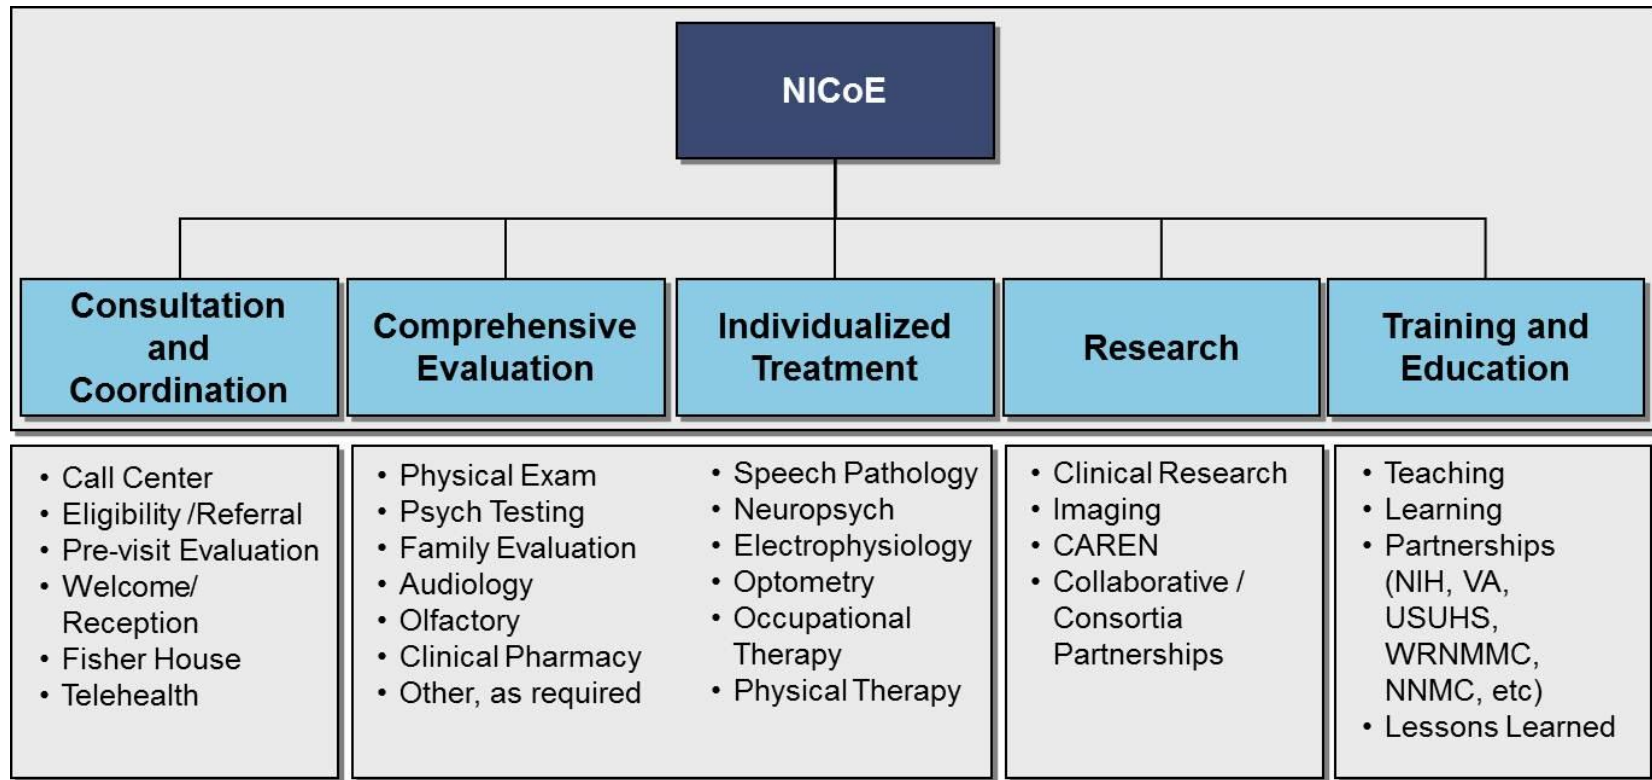 NICoE
Consultation
and
Coordination
Comprehensive
Evaluation
Individualized
Treatment
Research
Training and
Education
• Call Center
• Eligibility /Referral
• Pre-visit Evaluation
• Welcome/
Reception
• Fisher House
• Telehealth
• Physical Exam
• Psych Testing
• Family Evaluation
• Audiology
• Olfactory
• Clinical Pharmacy
• Other, as required
• Speech Pathology
• Neuropsych
• Electrophysiology
• Optometry
• Occupational
Therapy
• Physical Therapy
• Clinical Research
• Imaging
• CAREN
• Collaborative /
Consortia
Partnerships
• Teaching
• Learning
• Partnerships
(NIH, VA,
USUHS,
WRNMMC,
NNMC, etc)
• Lessons Learned